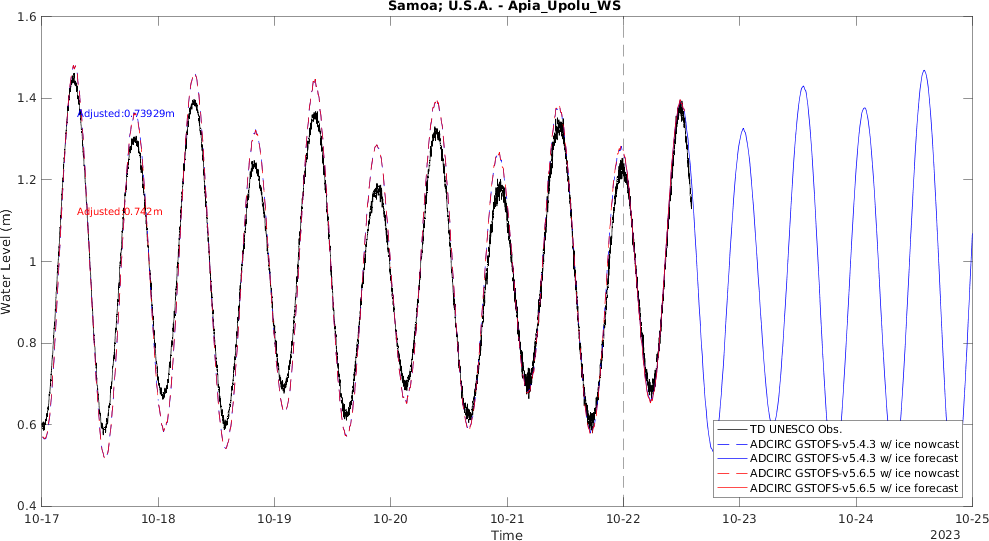 Samoa; U.S.A. - Apia_Upolu_WS
Water Level (m)
1.6
1.4
1.2
1
0.8
0.6
0.4
Adjusted:0.73929m
Adjusted:0.742m
TD UNESCO Obs.
ADCIRC GSTOFS-v5.4.3 w/ ice nowcast
ADCIRC GSTOFS-v5.4.3 w/ ice forecast
ADCIRC GSTOFS-v5.6.5 w/ ice nowcast
ADCIRC GSTOFS-v5.6.5 w/ ice forecast
10-17 10-18 10-19 10-20 10-21 10-22 10-23 10-24 10-25
Time
2023